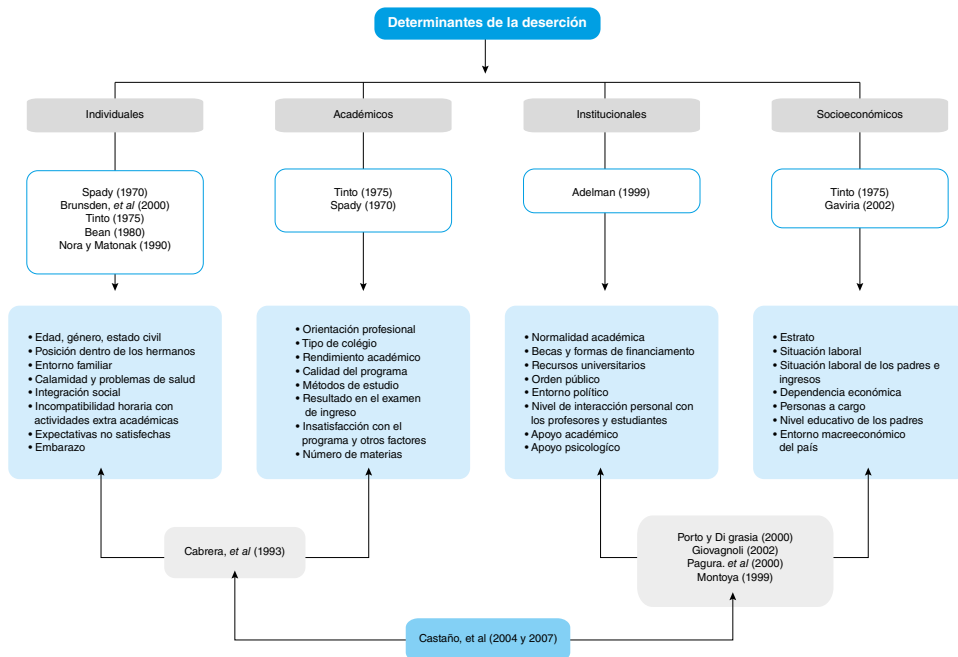 Determinantes de la deserción
Individuales
Académicos
Institucionales
Socioeconómicos
Spady (1970)
Brunsden, et al (2000)
Tinto (1975)
Bean (1980)
Nora y Matonak (1990)
Tinto (1975)
Spady (1970)
Adelman (1999)
Tinto (1975)
Gaviria (2002)
• Edad, género, estado civil
• Posición dentro de los hermanos
• Entorno familiar
• Calamidad y problemas de salud
• Integración social
• Incompatibilidad horaria con
actividades extra académicas
• Expectativas no satisfechas
• Embarazo
• Orientación profesional
• Tipo de colégio
• Rendimiento académico
• Calidad del programa
• Métodos de estudio
• Resultado en el examen
de ingreso
• Insatisfacción con el
programa y otros factores
• Número de materias
• Normalidad académica
• Becas y formas de financiamento
• Recursos universitarios
• Orden público
• Entorno político
• Nivel de interacción personal con
los profesores y estudiantes
• Apoyo académico
• Apoyo psicologíco
• Estrato
• Situación laboral
• Situación laboral de los padres e
ingresos
• Dependencia económica
• Personas a cargo
• Nivel educativo de los padres
• Entorno macreeconómico
del país
Cabrera, et al (1993)
Porto y Di grasia (2000)
Giovagnoli (2002)
Pagura. et al (2000)
Montoya (1999)
Castaño, et al (2004 y 2007)